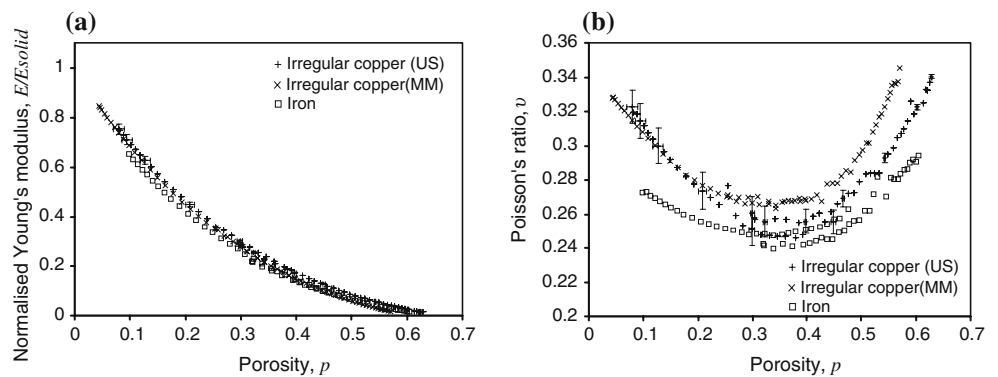 (a)
Normalised Young's modulus, E/Esolid
1
0.8
0.6
0.4
0.2
0
0 0.1 0.2 0.3 0.4 0.5 0.6 0.7
Porosity, p
+ Irregular copper (US)
× Irregular copper(MM)
□ Iron
(b)
Poisson's ratio, υ
0.36
0.34
0.32
0.3
0.28
0.26
0.24
0.22
0.2
0 0.1 0.2 0.3 0.4 0.5 0.6 0.7
Porosity, p
+ Irregular copper (US)
× Irregular copper(MM)
□ Iron